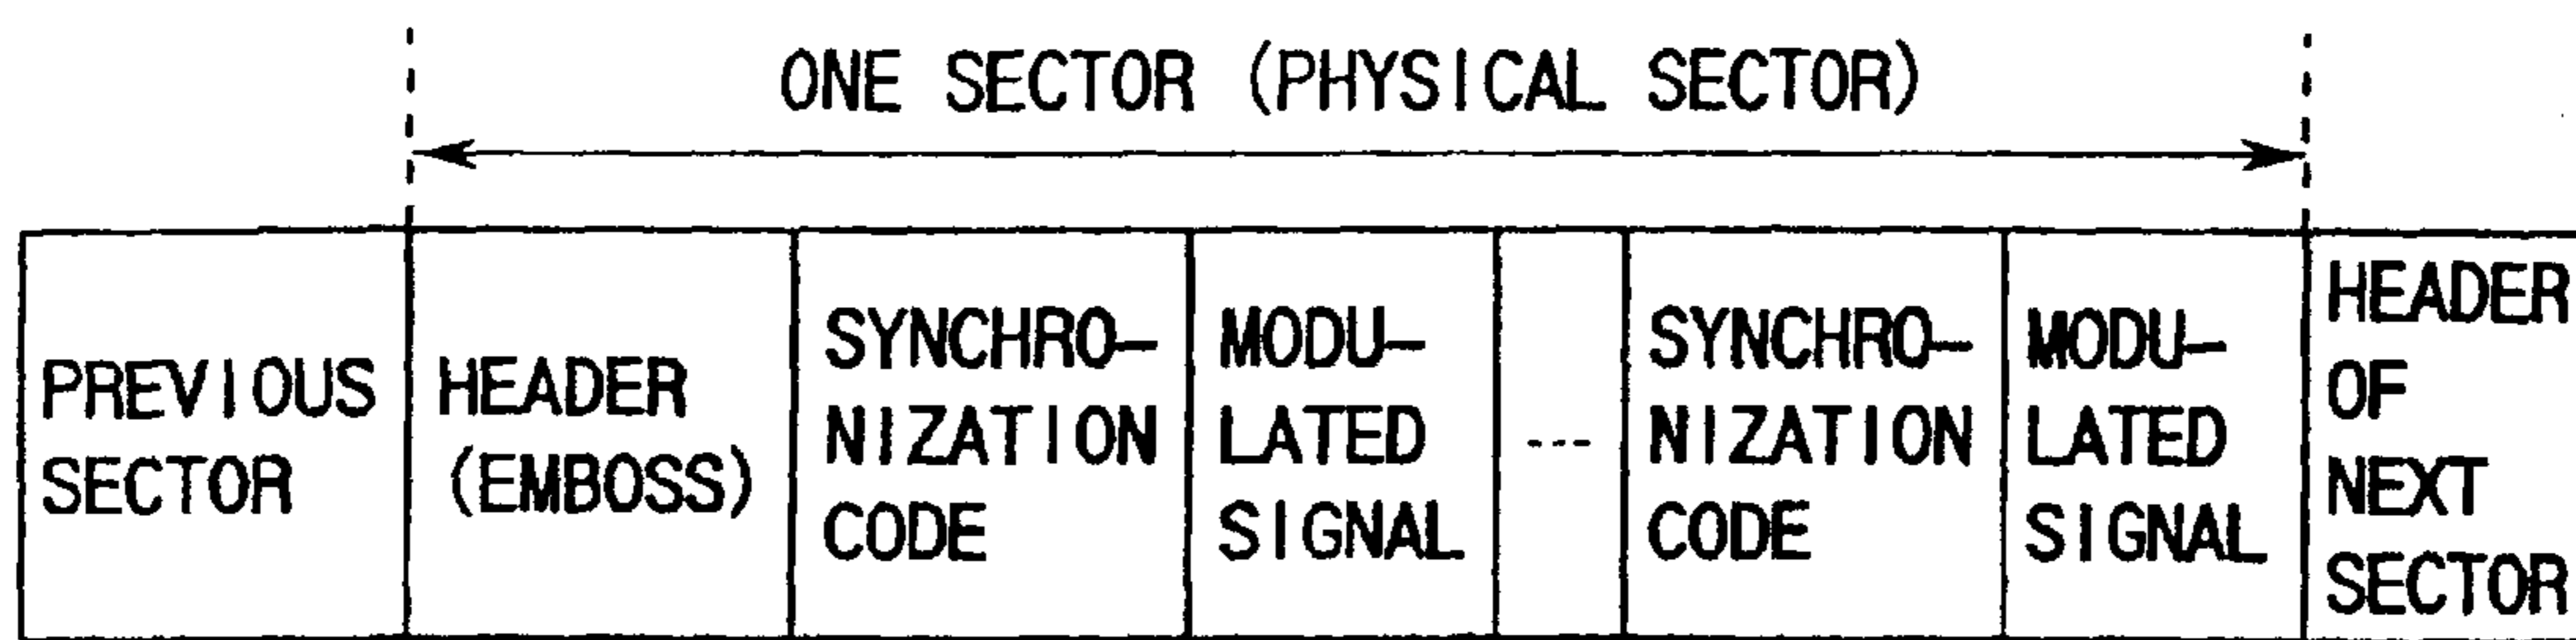 ONE SECTOR (PHYSICAL SECTOR)
PREVIOUS
SECTOR
HEADER
(EMBOSS)
SYNCHRO–
NIZATION
CODE
MODU–
LATED
SIGNAL
---
SYNCHRO–
NIZATION
CODE
MODU–
LATED
SIGNAL
HEADER
OF
NEXT
SECTOR